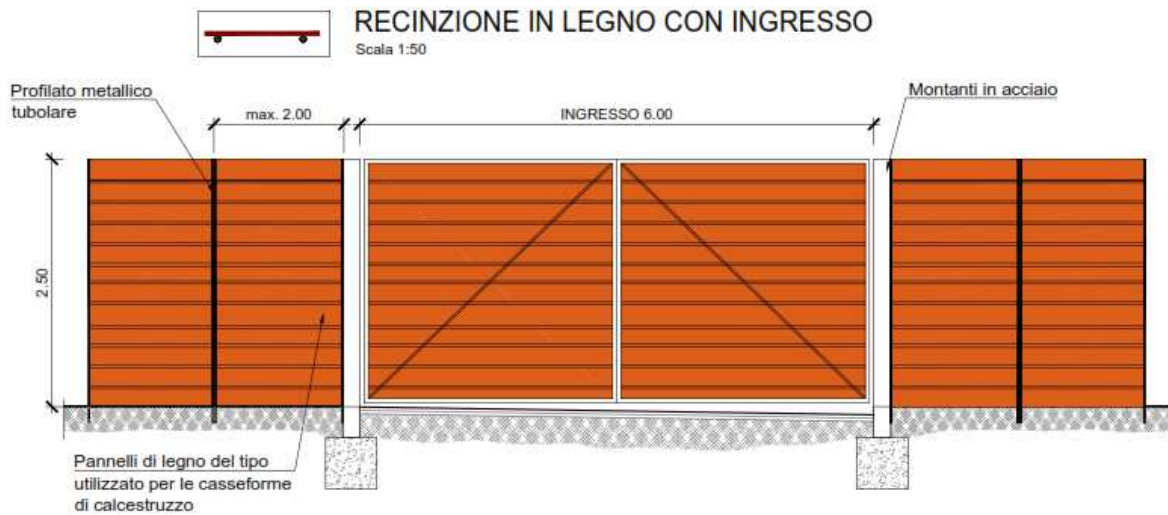 RECINZIONE IN LEGNO CON INGRESSO
Scala 1:50
Profilato metallico
tubolare
max. 2.00
INGRESSO 6.00
Montanti in acciaio
2.50
Pannelli di legno del tipo
utilizzato per le casseforme
di calcestruzzo